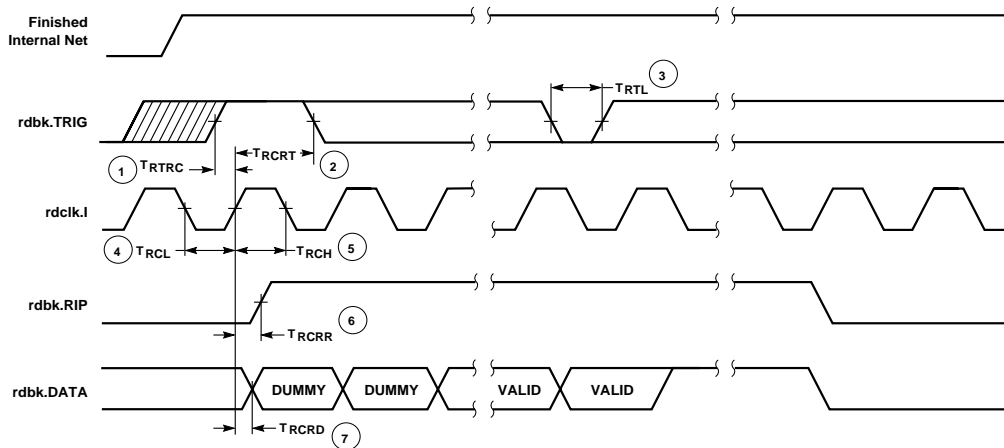 Finished
Internal Net
3
TRTL
rdbk.TRIG
1 TRTRC
TRCRT
2
rdclk.I
4 TRCL
TRCH 5
rdbk.RIP
6
TRCRR
DUMMY DUMMY VALID VALID
rdbk.DATA
TRCRD 7